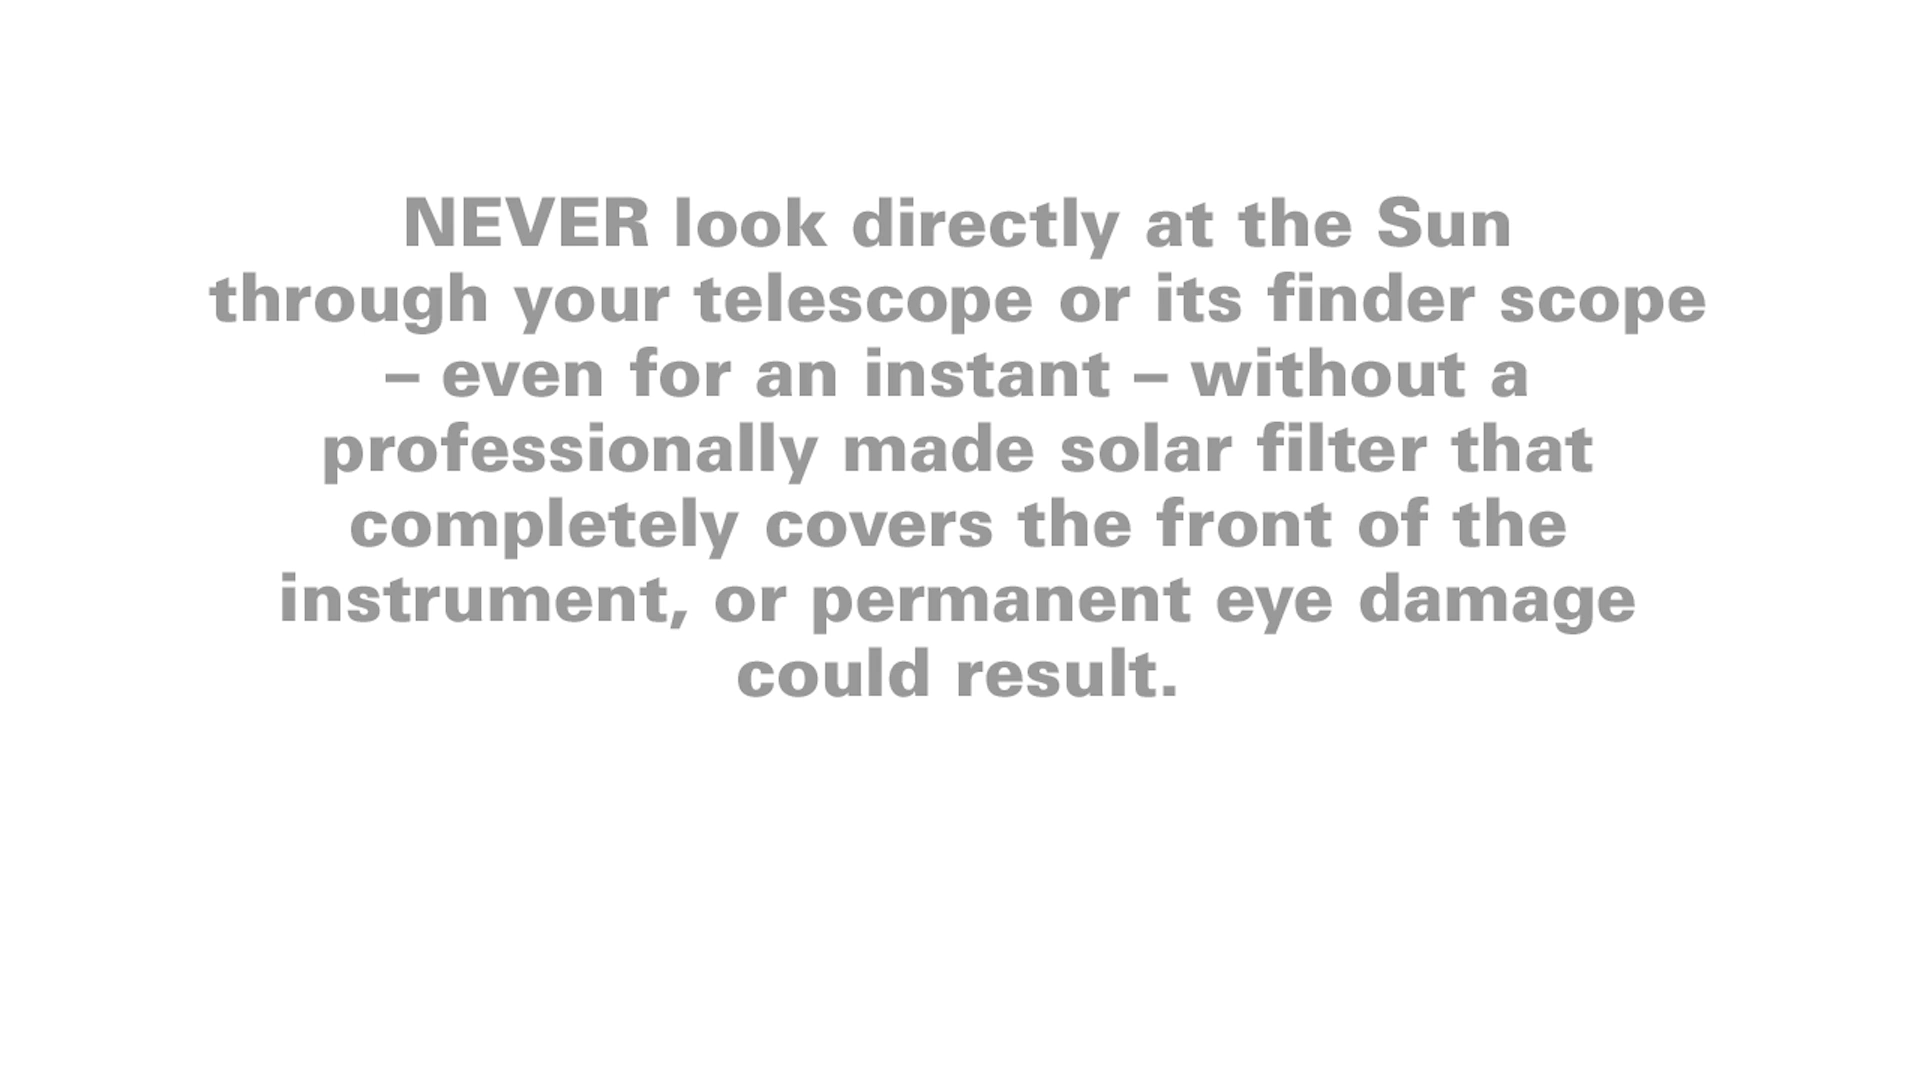 NEVER look directly at the Sun
through your telescope or its finder scope
– even for an instant – without a
professionally made solar filter that
completely covers the front of the
instrument, or permanent eye damage
could result.